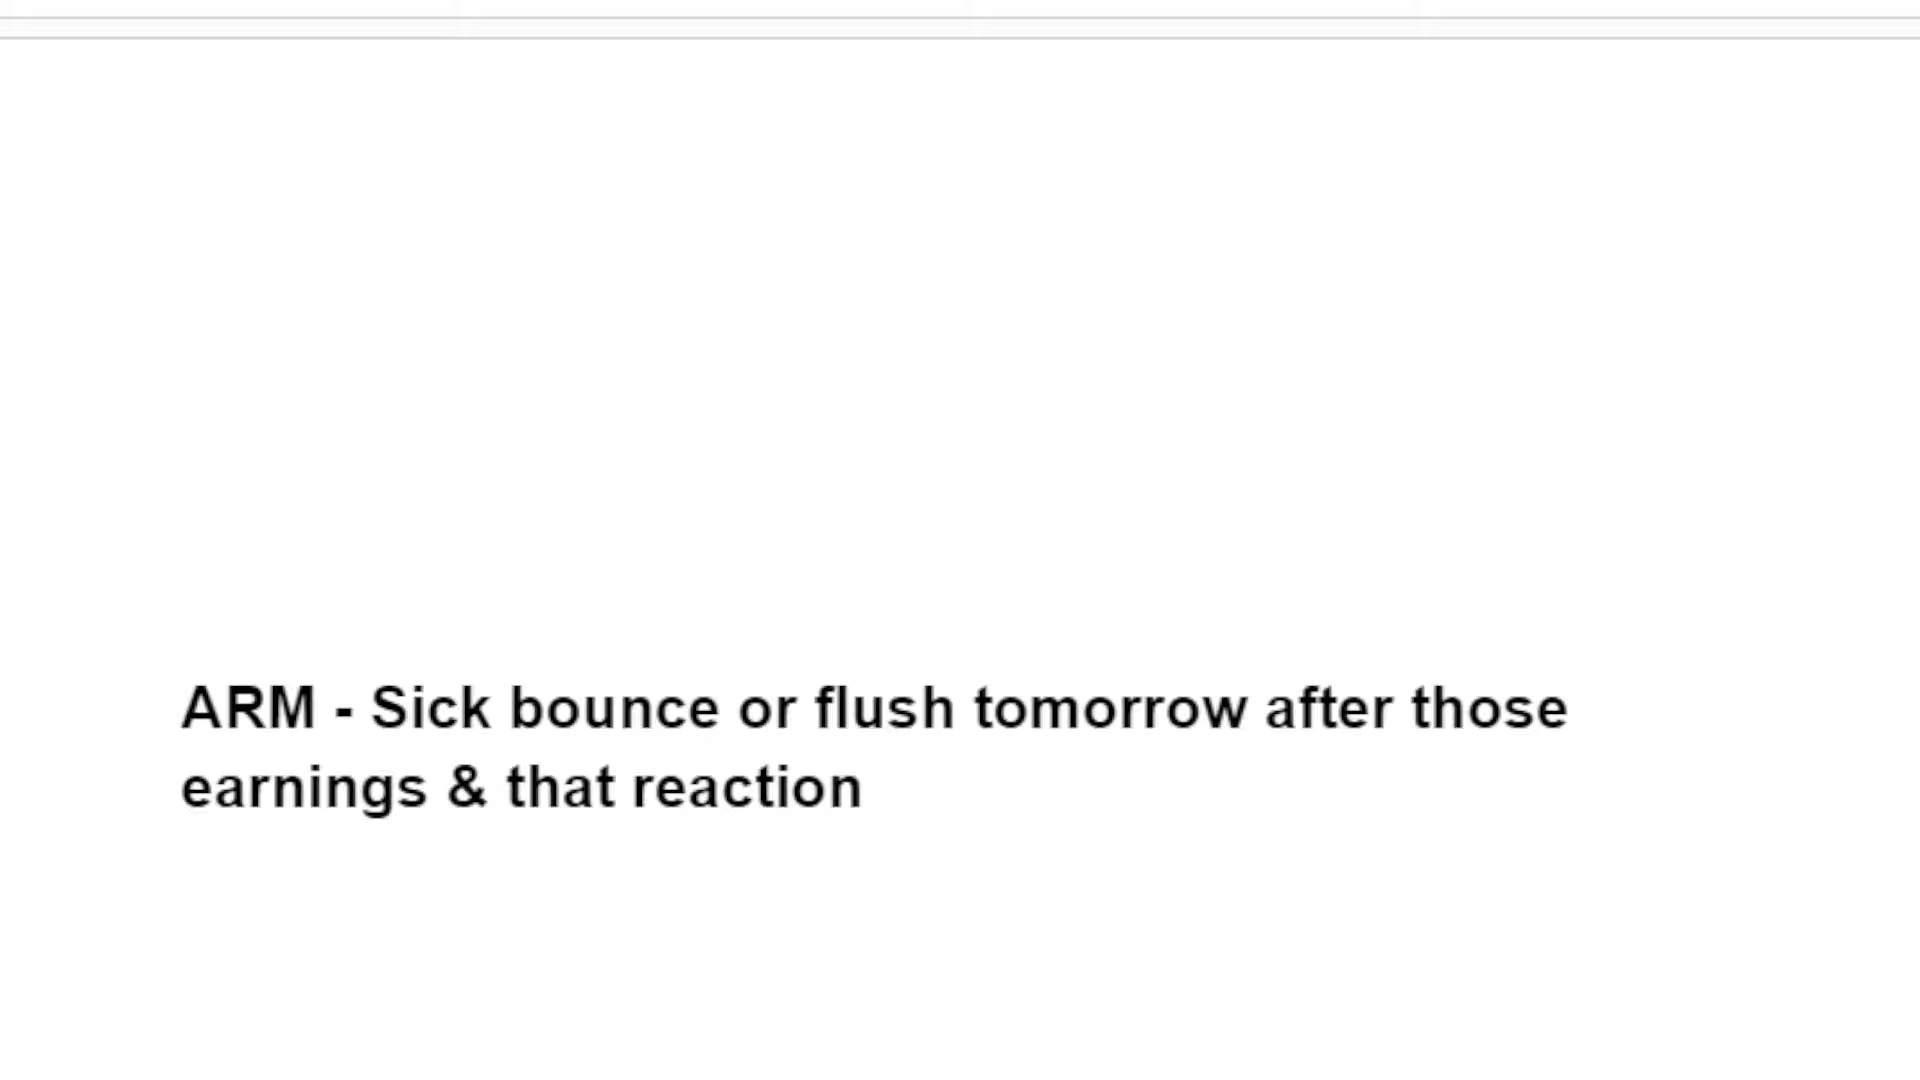 ARM - Sick bounce or flush tomorrow after those
earnings & that reaction